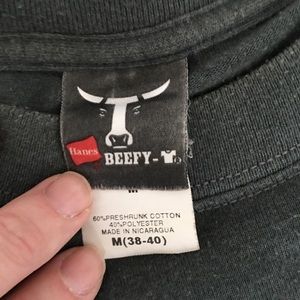 Hanes
BEEFY-T®
M
60%PRESHRUNK COTTON
40%POLYESTER
MADE IN NICARAGUA
M(38-40)